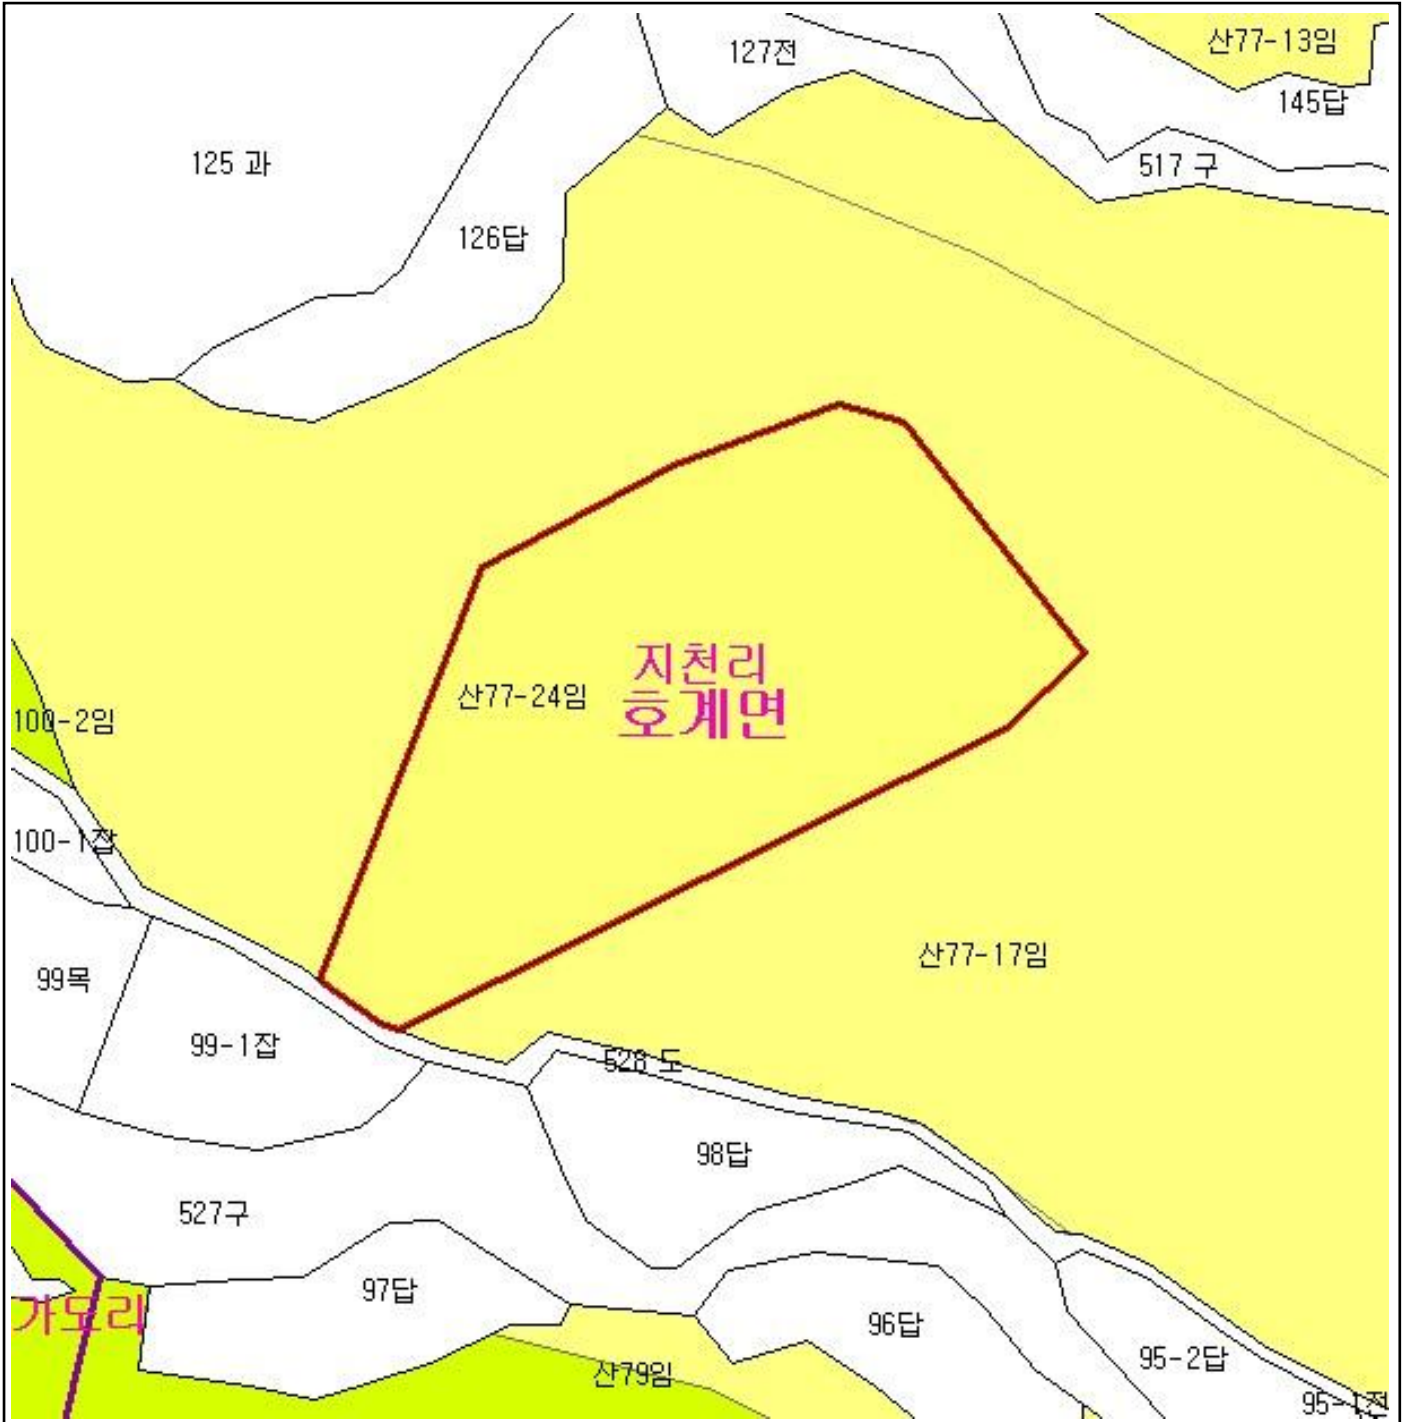 산77-13임
127전
145답
125 과
517 구
126답
지천리
산77-24임
호계면
100-2임
100-1잡
산77-17임
99목
99-1잡
528 도
98답
527구
97답
가도리
96답
95-2답
산79임
95-1전